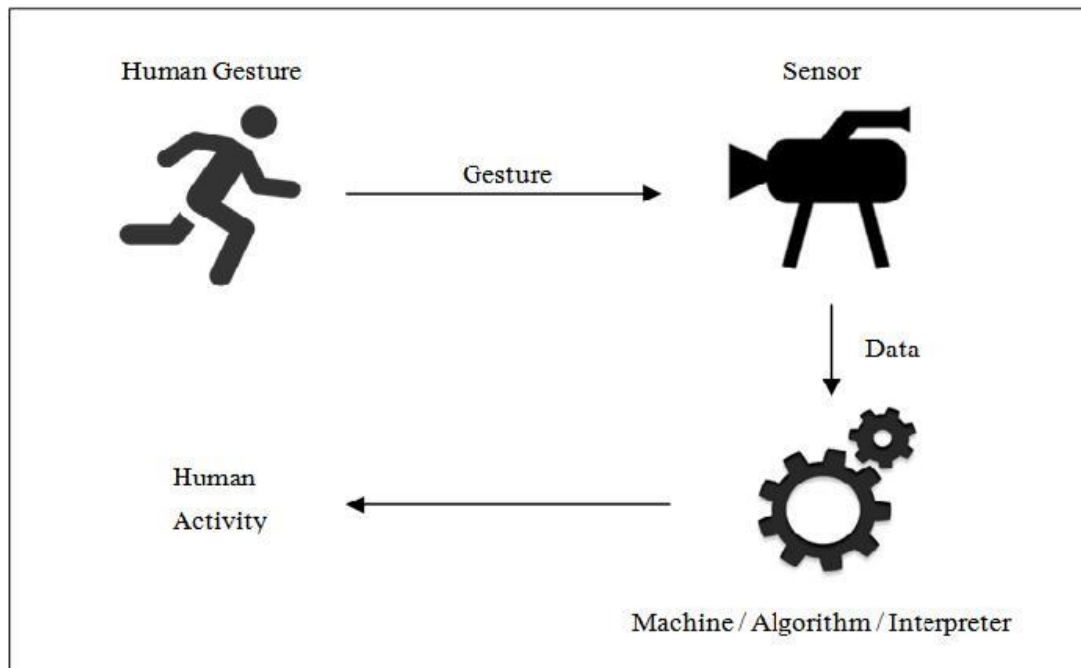 Human Gesture
Sensor
Gesture
Data
Human
Activity
Machine / Algorithm / Interpreter